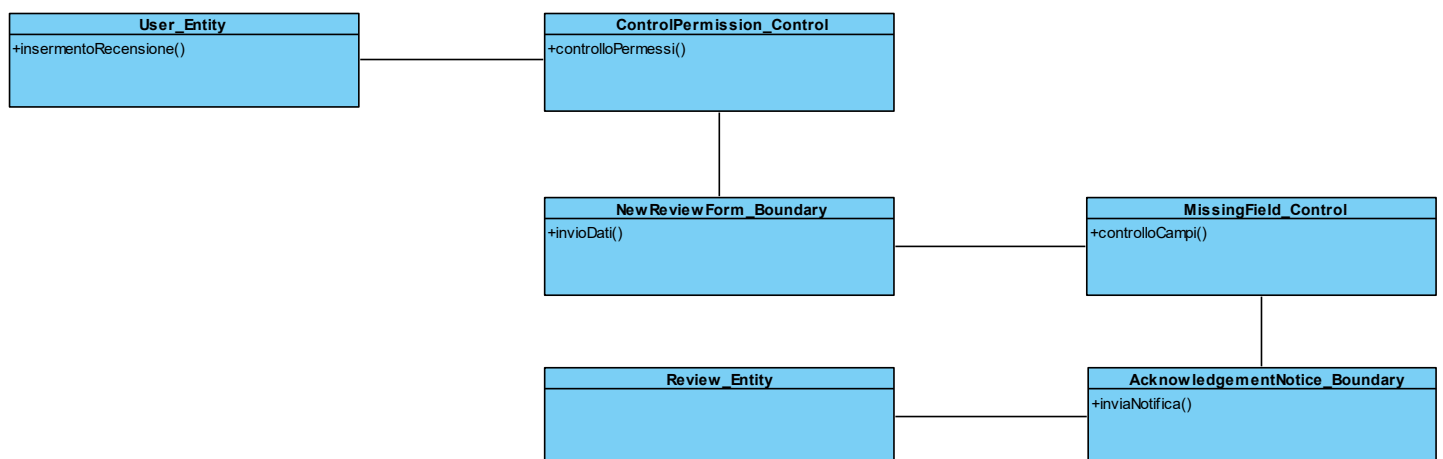 User_Entity
+insermentoRecensione()
ControlPermission_Control
+controlloPermessi()
NewReviewForm_Boundary
+invioDati()
MissingField_Control
+controlloCampi()
Review_Entity
AcknowledgementNotice_Boundary
+inviaNotifica()